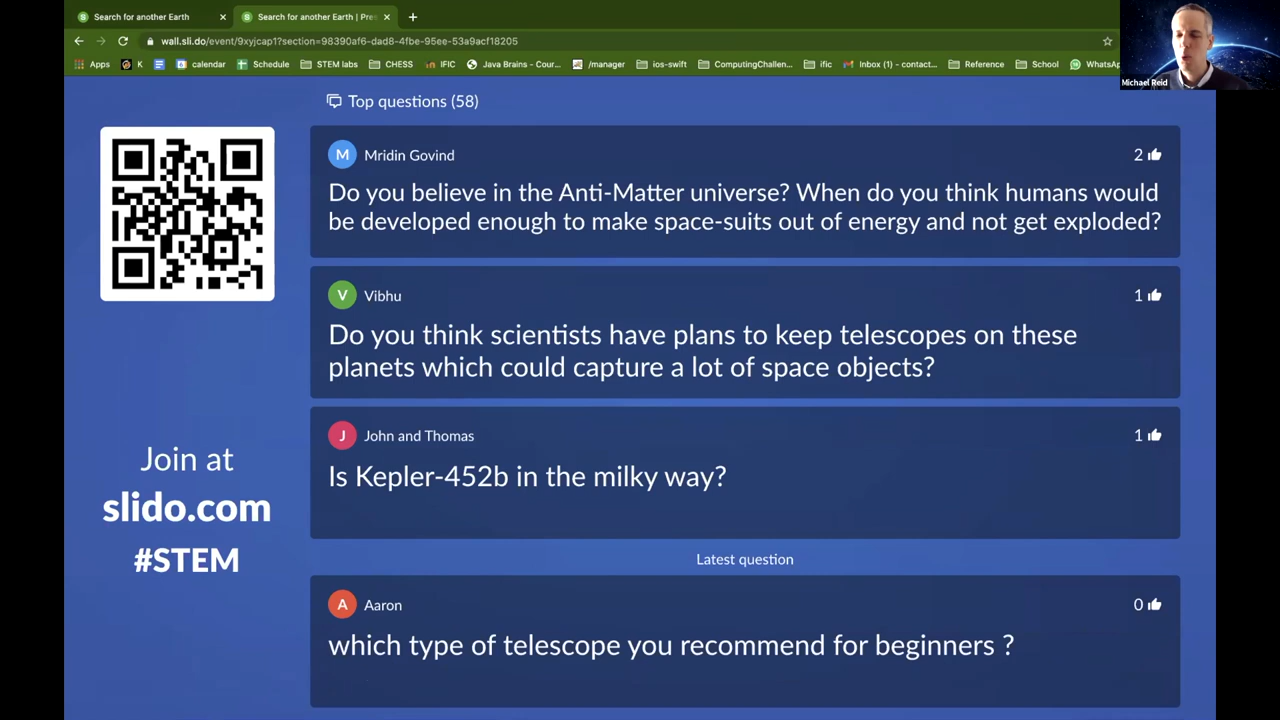 Search for another Earth
Search for another Earth | Pres
wall.sli.do/event/9xyjcap1?section=98390af6-dad8-4fbe-95ee-53a9acf18205
Apps
K
calendar
Schedule
STEM labs
CHESS
IFIC
Java Brains - Cour...
/manager
ios-swift
ComputingChallen...
ific
Inbox (1) - contact...
Reference
School
WhatsAp
Michael Reid
Top questions (58)
M Mridin Govind 2
Do you believe in the Anti-Matter universe? When do you think humans would
be developed enough to make space-suits out of energy and not get exploded?
V Vibhu 1
Do you think scientists have plans to keep telescopes on these
planets which could capture a lot of space objects?
J John and Thomas 1
Is Kepler-452b in the milky way?
Latest question
A Aaron 0
which type of telescope you recommend for beginners ?
Join at
slido.com
#STEM